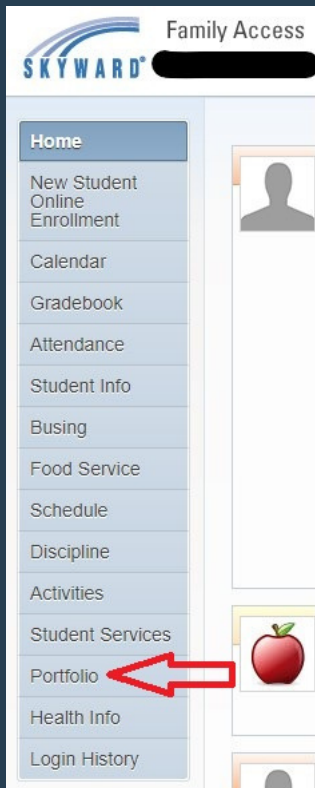 Family Access
SKYWARD®
Home
New Student
Online
Enrollment
Calendar
Gradebook
Attendance
Student Info
Busing
Food Service
Schedule
Discipline
Activities
Student Services
Portfolio
Health Info
Login History